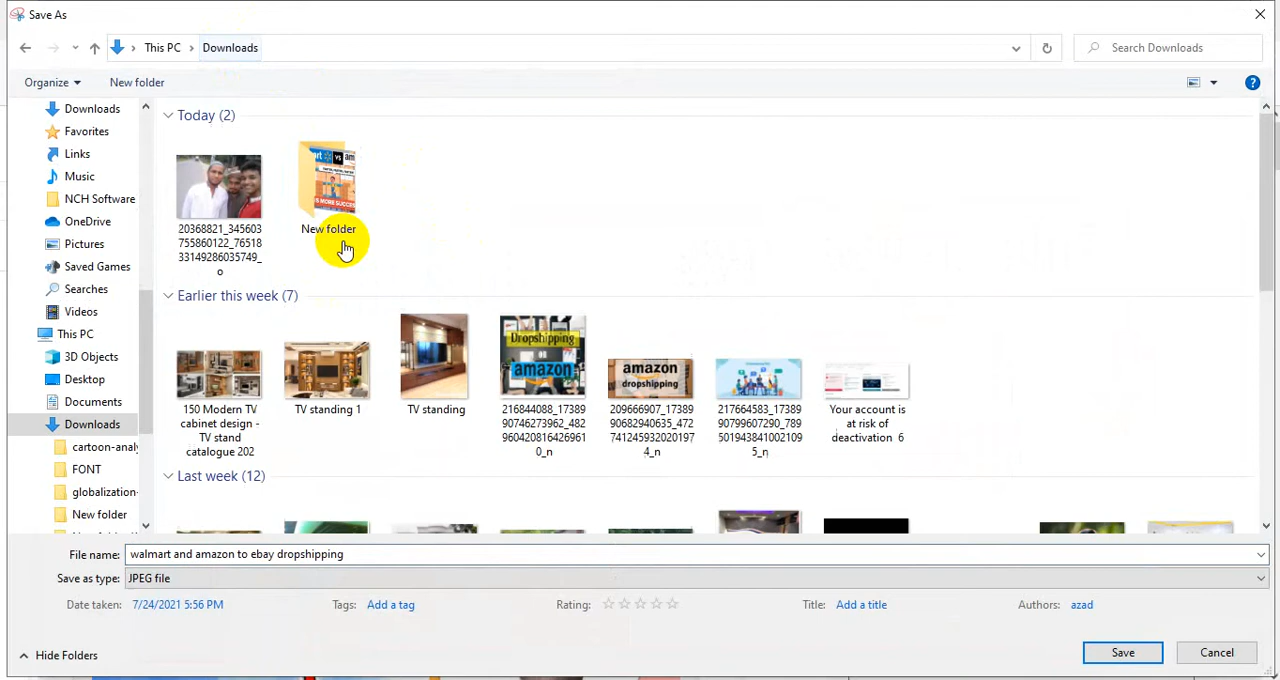 Save As
This PC
Downloads
Search Downloads
Organize
New folder
Downloads
Favorites
Links
Music
NCH Software
OneDrive
Pictures
Saved Games
Searches
Videos
This PC
3D Objects
Desktop
Documents
Downloads
cartoon-analy
FONT
globalization-
New folder
Today (2)
20368821_345603
755860122_76518
33149286035749_
o
New folder
Earlier this week (7)
150 Modern TV
cabinet design -
TV stand
catalogue 202
TV standing 1
TV standing
Dropshipping
amazon
216844088_17389
90746273962_482
960420816426961
0_n
amazon
dropshipping
209666907_17389
90682940635_472
74124593202019​7
4_n
217664583_17389
90799607290_789
50194384100210​9
5_n
Your account is
at risk of
deactivation 6
Last week (12)
File name:
walmart and amazon to ebay dropshipping
Save as type:
JPEG file
Date taken:
7/24/2021 5:56 PM
Tags:
Add a tag
Rating:
Title:
Add a title
Authors:
azad
Hide Folders
Save
Cancel